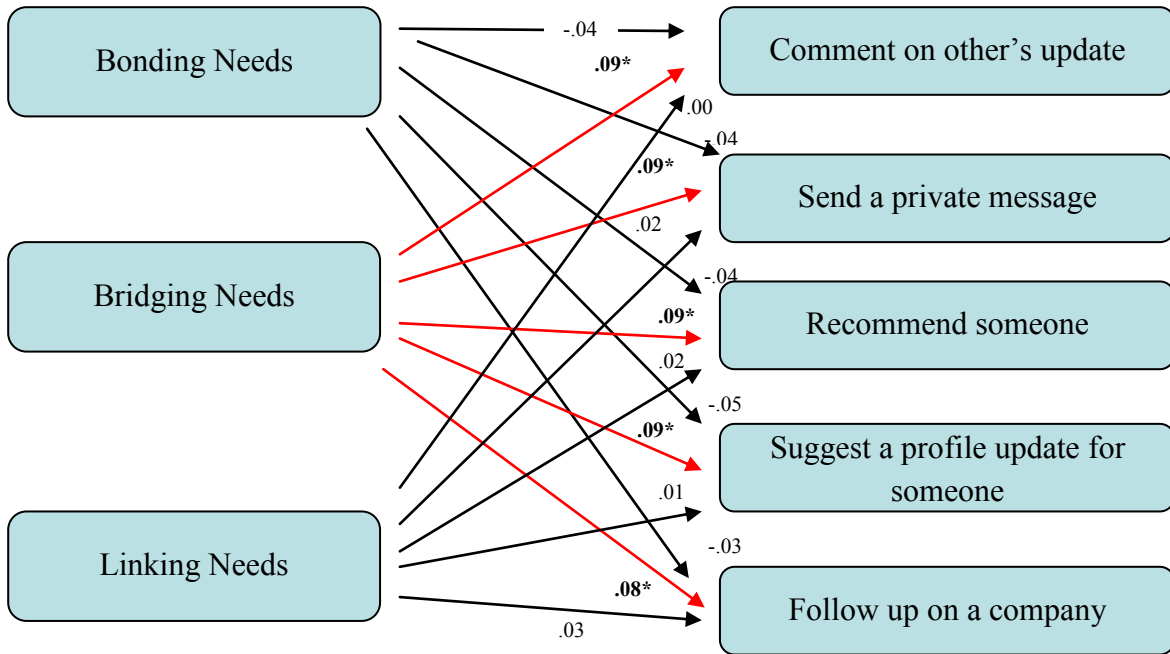 Bonding Needs
-.04
Comment on other's update
.09*
.00
-.04
.09*
Send a private message
.02
Bridging Needs
-.04
.09*
Recommend someone
.02
-.05
.09*
Suggest a profile update for
someone
.01
Linking Needs
-.03
.08*
Follow up on a company
.03